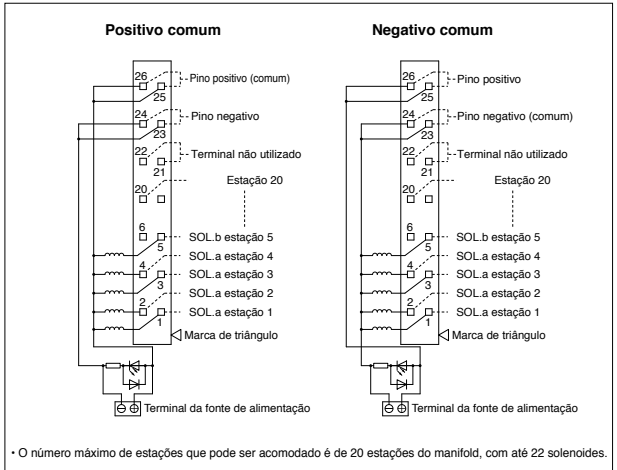 Positivo comum
26
Pino positivo (comum)
25
24
Pino negativo
23
22
Terminal não utilizado
21
Estação 20
20
6
SOL.b estação 5
5
SOL.a estação 4
4
SOL.a estação 3
3
SOL.a estação 2
2
SOL.a estação 1
1
Marca de triângulo
Terminal da fonte de alimentação
Negativo comum
26
Pino positivo
25
24
Pino negativo (comum)
23
22
Terminal não utilizado
21
Estação 20
20
6
SOL.b estação 5
5
SOL.a estação 4
4
SOL.a estação 3
3
SOL.a estação 2
2
SOL.a estação 1
1
Marca de triângulo
Terminal da fonte de alimentação
• O número máximo de estações que pode ser acomodado é de 20 estações do manifold, com até 22 solenoides.